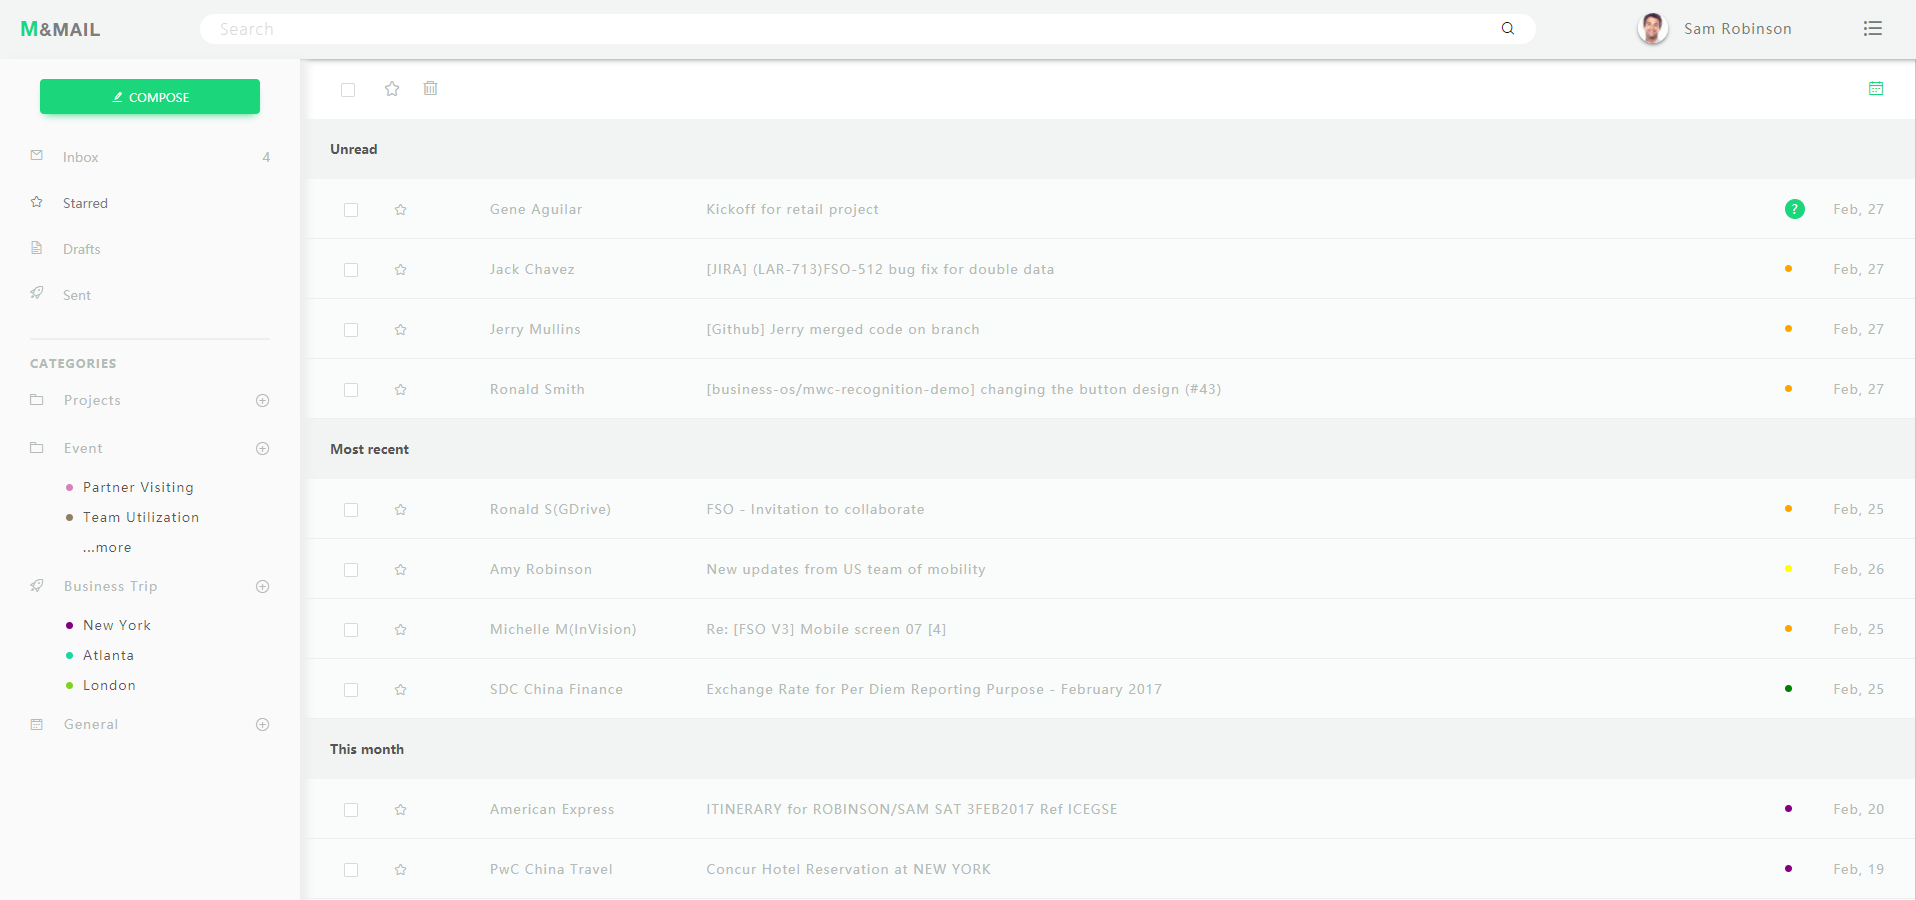 M&MAIL
Search
Sam Robinson
COMPOSE
Inbox 4
Starred
Drafts
Sent
CATEGORIES
Projects
Event
Partner Visiting
Team Utilization
...more
Business Trip
New York
Atlanta
London
General
Unread
Gene Aguilar Kickoff for retail project ? Feb, 27
Jack Chavez [JIRA] (LAR-713)FSO-512 bug fix for double data Feb, 27
Jerry Mullins [Github] Jerry merged code on branch Feb, 27
Ronald Smith [business-os/mwc-recognition-demo] changing the button design (#43) Feb, 27
Most recent
Ronald S(GDrive) FSO - Invitation to collaborate Feb, 25
Amy Robinson New updates from US team of mobility Feb, 26
Michelle M(InVision) Re: [FSO V3] Mobile screen 07 [4] Feb, 25
SDC China Finance Exchange Rate for Per Diem Reporting Purpose - February 2017 Feb, 25
This month
American Express ITINERARY for ROBINSON/SAM SAT 3FEB2017 Ref ICEGSE Feb, 20
PwC China Travel Concur Hotel Reservation at NEW YORK Feb, 19